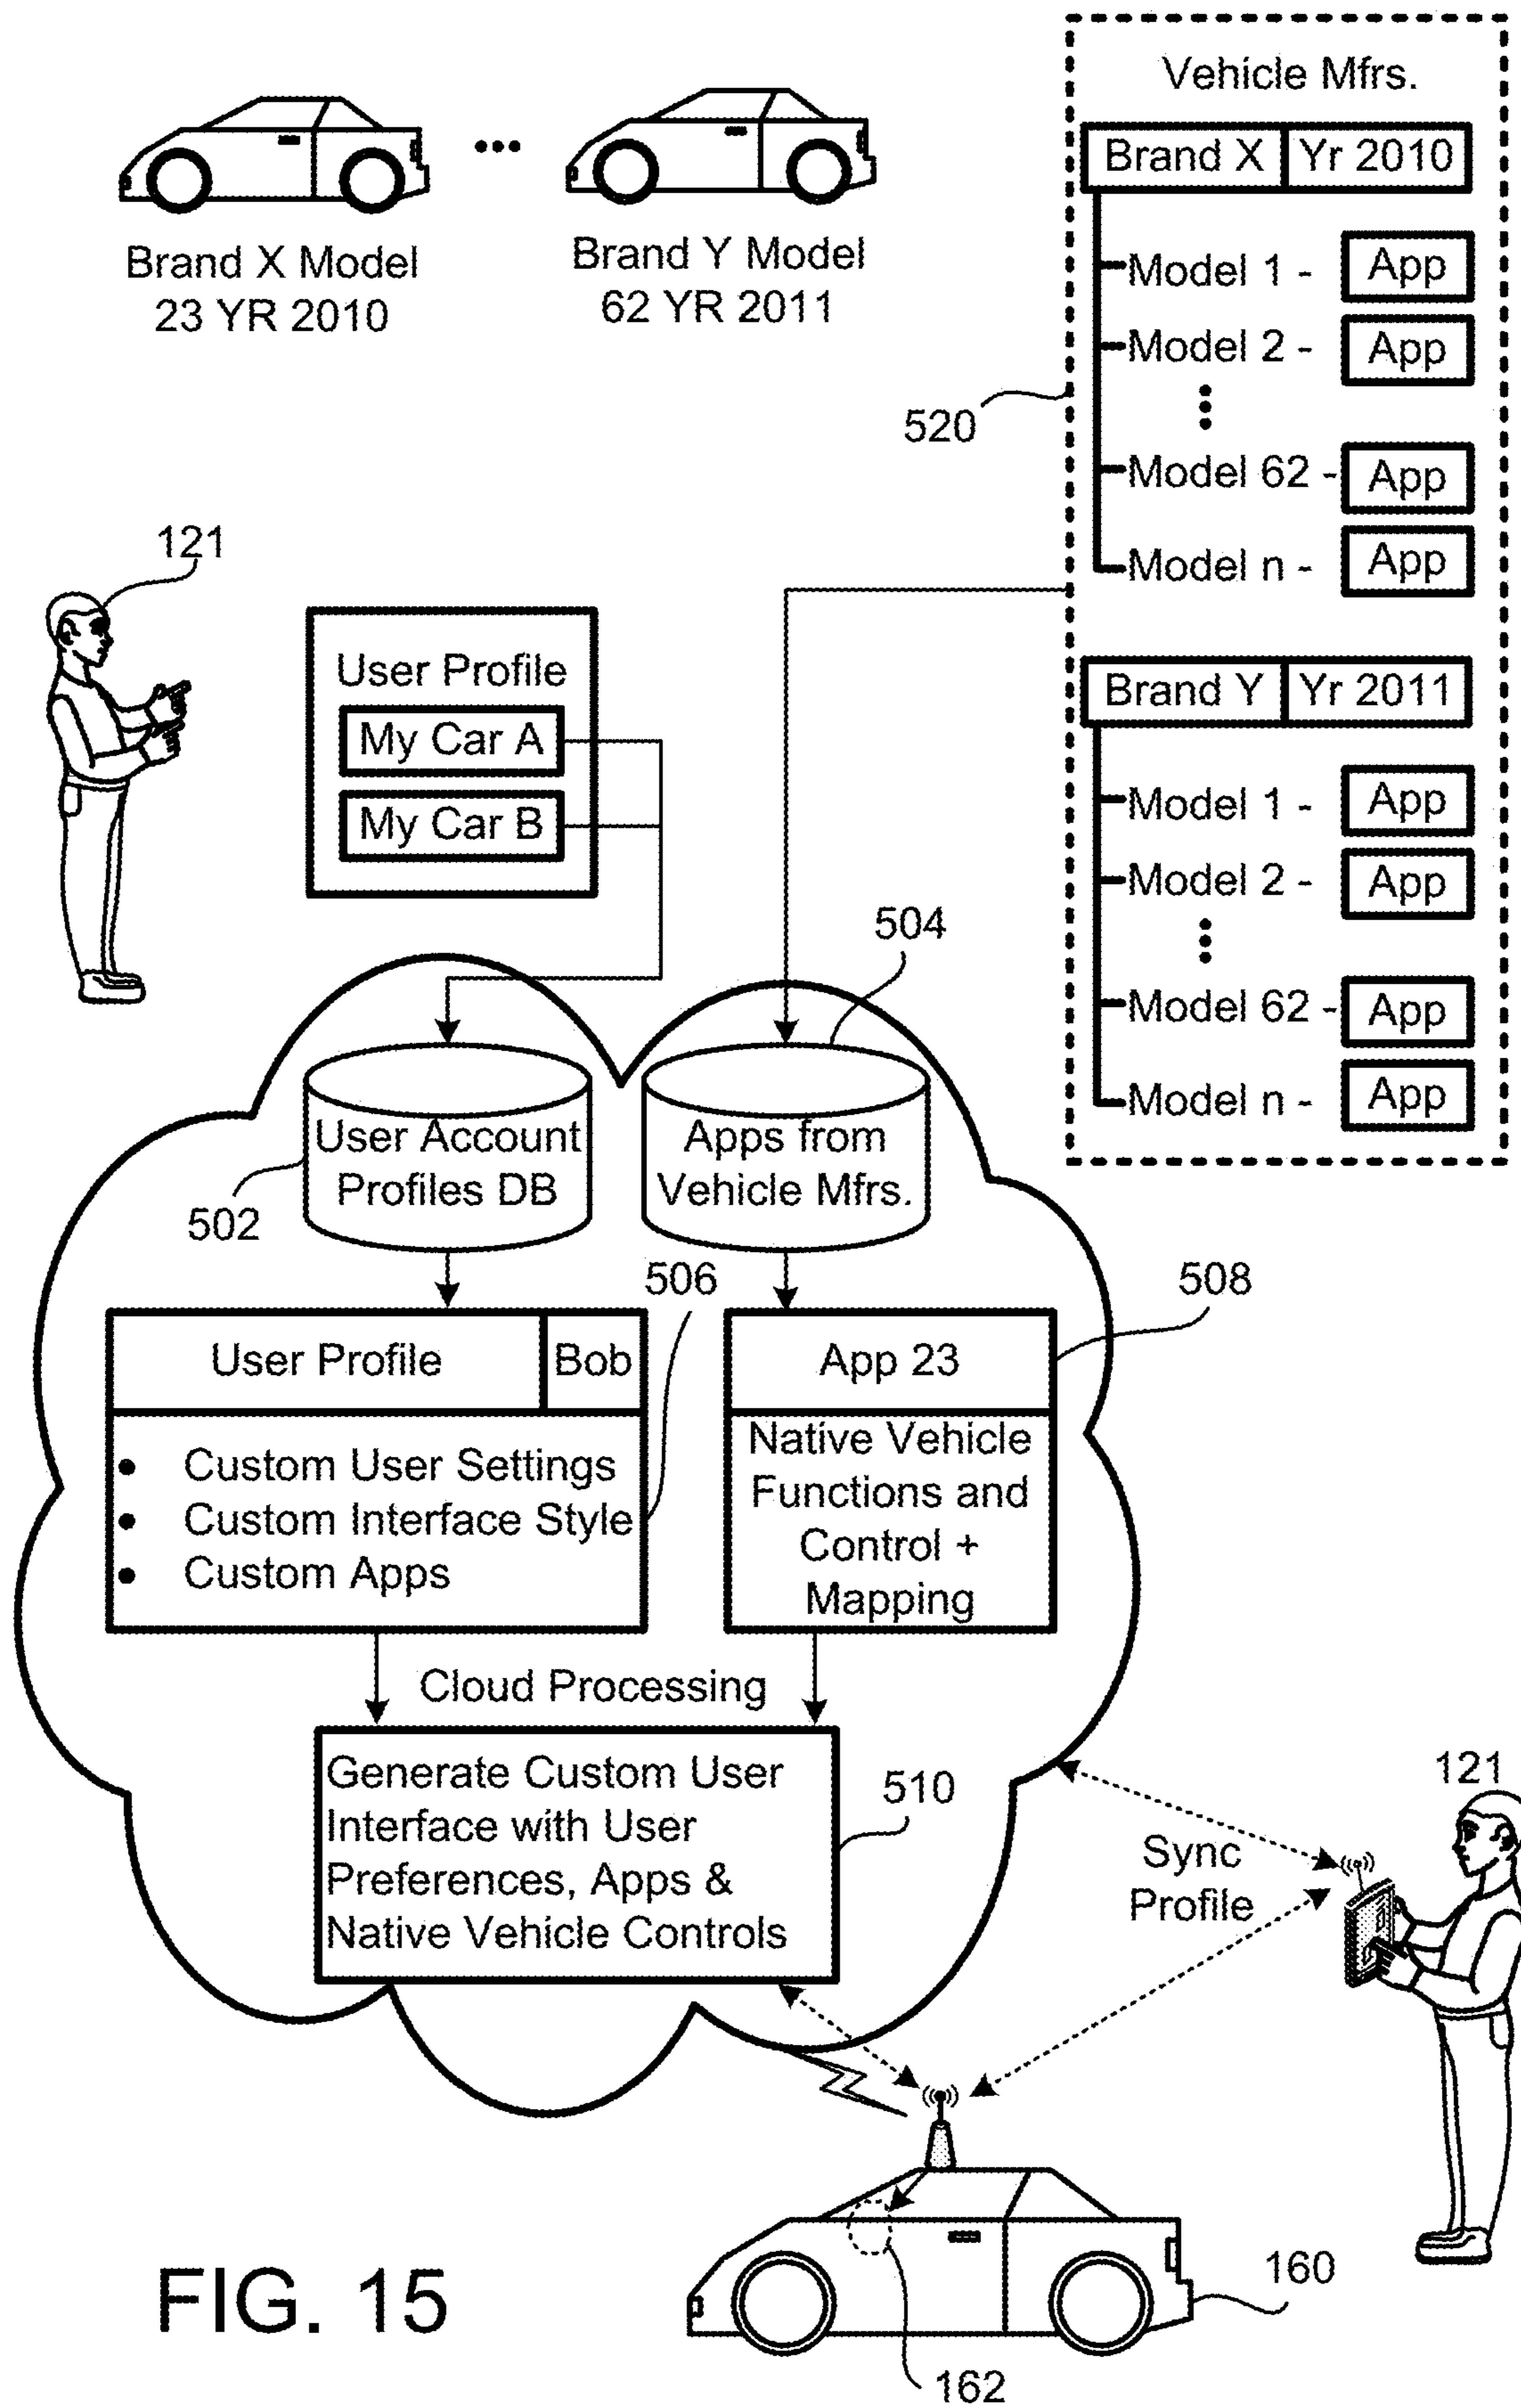 Brand X Model
23 YR 2010
Brand Y Model
62 YR 2011
Vehicle Mfrs.
Brand X Yr 2010
Model 1 - App
Model 2 - App
Model 62 - App
Model n - App
520
Brand Y Yr 2011
Model 1 - App
Model 2 - App
Model 62 - App
Model n - App
121
User Profile
My Car A
My Car B
504
User Account
Profiles DB
502
Apps from
Vehicle Mfrs.
506
508
User Profile Bob
• Custom User Settings
• Custom Interface Style
• Custom Apps
App 23
Native Vehicle
Functions and
Control +
Mapping
Cloud Processing
Generate Custom User
Interface with User
Preferences, Apps &
Native Vehicle Controls
510
Sync
Profile
121
160
162
FIG. 15